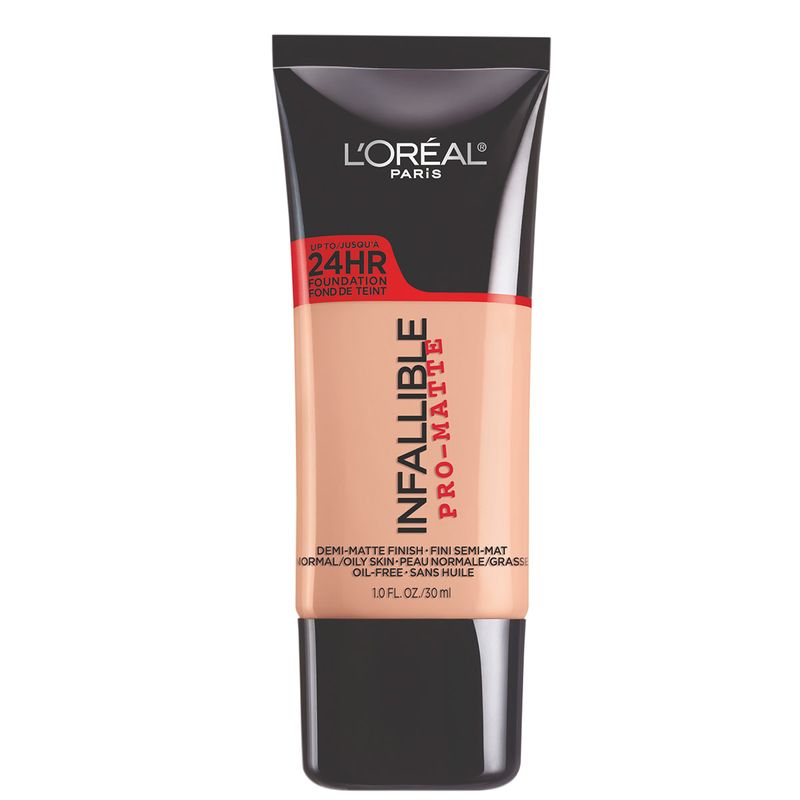 L'ORÉAL®
PARiS
UP TO/JUSQU'A
24HR
FOUNDATION
FOND DE TEINT
INFALLIBLE
PRO-MATTE
DEMI-MATTE FINISH • FINI SEMI-MAT
NORMAL/OILY SKIN • PEAU NORMALE/GRASSE
OIL-FREE • SANS HUILE
1.0 FL. OZ./30 ml